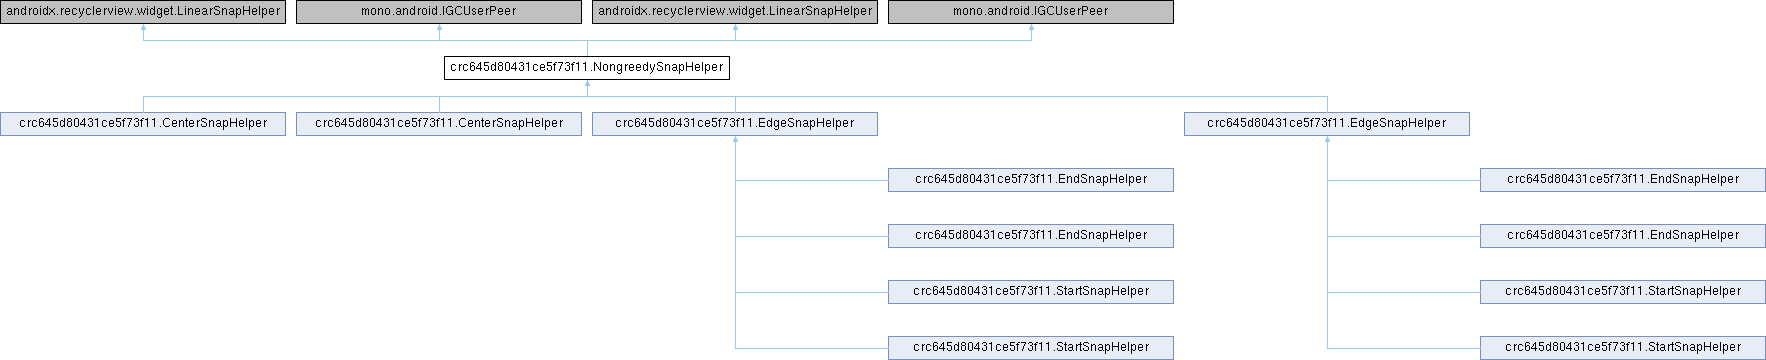 androidx.recyclerview.widget.LinearSnapHelper
mono.android.IGCUserPeer
androidx.recyclerview.widget.LinearSnapHelper
mono.android.IGCUserPeer
crc645d80431ce5f73f11.NongreedySnapHelper
crc645d80431ce5f73f11.CenterSnapHelper
crc645d80431ce5f73f11.CenterSnapHelper
crc645d80431ce5f73f11.EdgeSnapHelper
crc645d80431ce5f73f11.EdgeSnapHelper
crc645d80431ce5f73f11.EndSnapHelper
crc645d80431ce5f73f11.EndSnapHelper
crc645d80431ce5f73f11.EndSnapHelper
crc645d80431ce5f73f11.EndSnapHelper
crc645d80431ce5f73f11.StartSnapHelper
crc645d80431ce5f73f11.StartSnapHelper
crc645d80431ce5f73f11.StartSnapHelper
crc645d80431ce5f73f11.StartSnapHelper